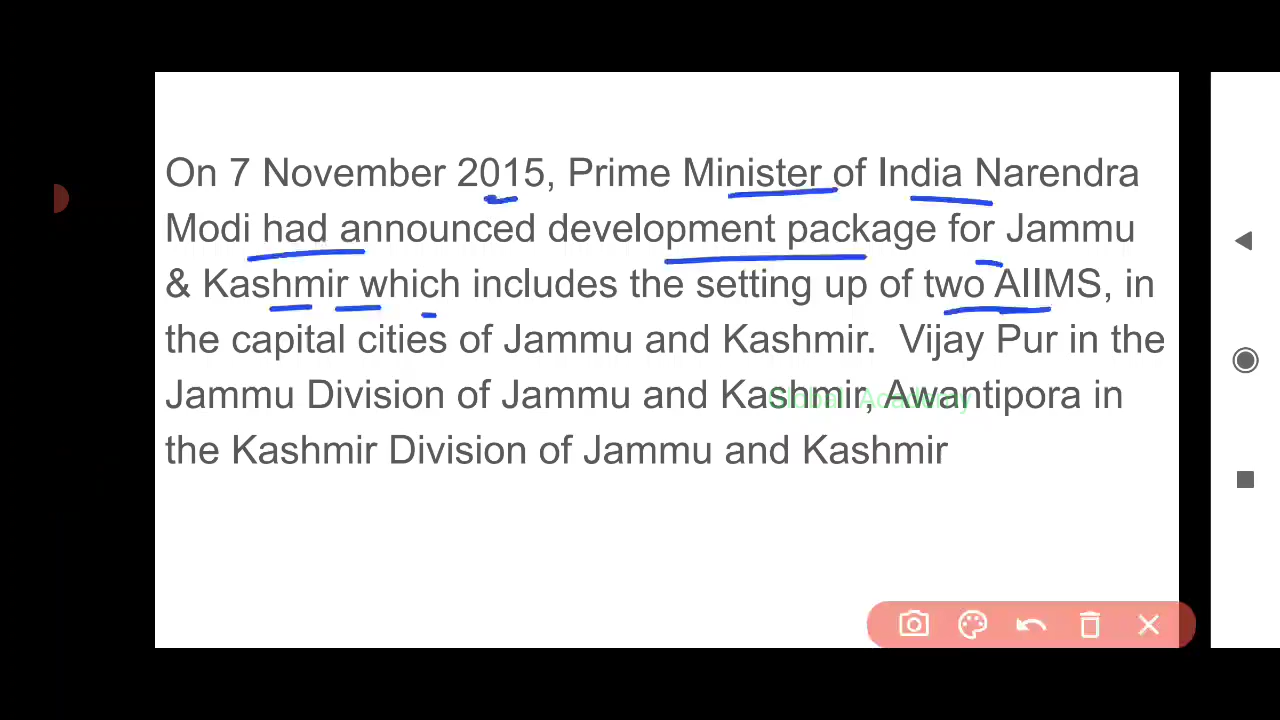 On 7 November 2015, Prime Minister of India Narendra
Modi had announced development package for Jammu
& Kashmir which includes the setting up of two AIIMS, in
the capital cities of Jammu and Kashmir. Vijay Pur in the
Jammu Division of Jammu and Kashmir, Awantipora in
the Kashmir Division of Jammu and Kashmir
Global Academy